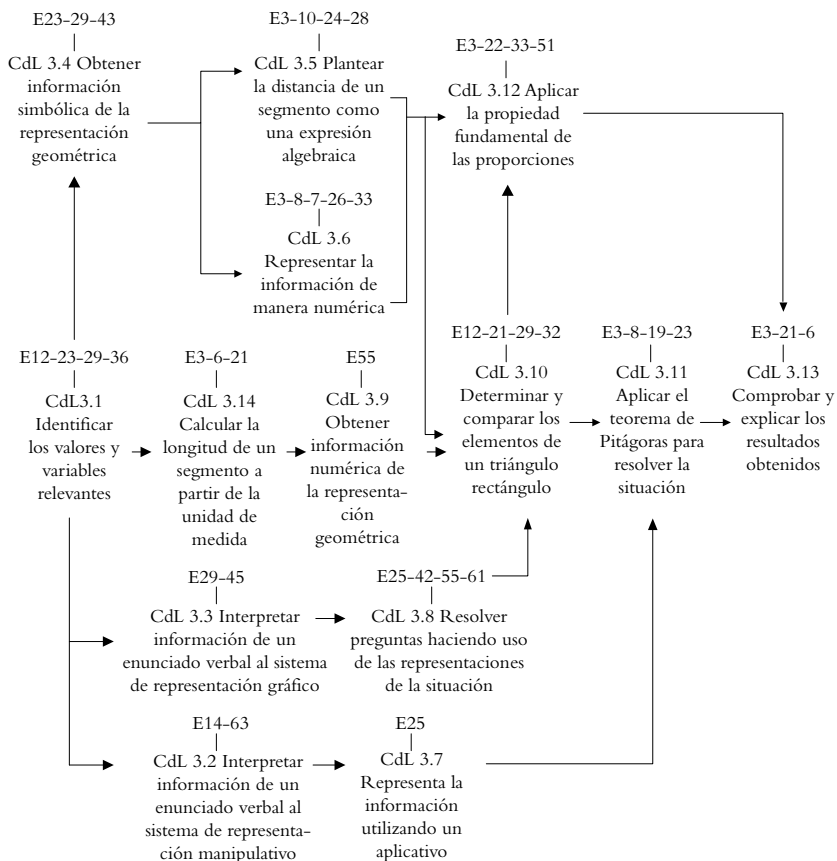 E23-29-43
CdL 3.4 Obtener
información
simbólica de la
representación
geométrica
E3-10-24-28
CdL 3.5 Plantear
la distancia de un
segmento como
una expresión
algebraica
E3-22-33-51
CdL 3.12 Aplicar
la propiedad
fundamental de
las proporciones
E3-8-7-26-33
CdL 3.6
Representar la
información de
manera numérica
E12-23-29-36
CdL3.1
Identificar
los valores y
variables
relevantes
E3-6-21
CdL 3.14
Calcular la
longitud de un
segmento a
partir de la
unidad de
medida
E55
CdL 3.9
Obtener
información
numérica de
la representa-
ción
geométrica
E12-21-29-32
CdL 3.10
Determinar y
comparar los
elementos de
un triángulo
rectángulo
E3-8-19-23
CdL 3.11
Aplicar el
teorema de
Pitágoras para
resolver la
situación
E3-21-6
CdL 3.13
Comprobar y
explicar los
resultados
obtenidos
E29-45
CdL 3.3 Interpretar
información de un
enunciado verbal al sistema
de representación gráfico
E25-42-55-61
CdL 3.8 Resolver
preguntas haciendo uso
de las representaciones
de la situación
E14-63
CdL 3.2 Interpretar
información de un
enunciado verbal al
sistema de representa-
ción manipulativo
E25
CdL 3.7
Representa la
información
utilizando un
aplicativo